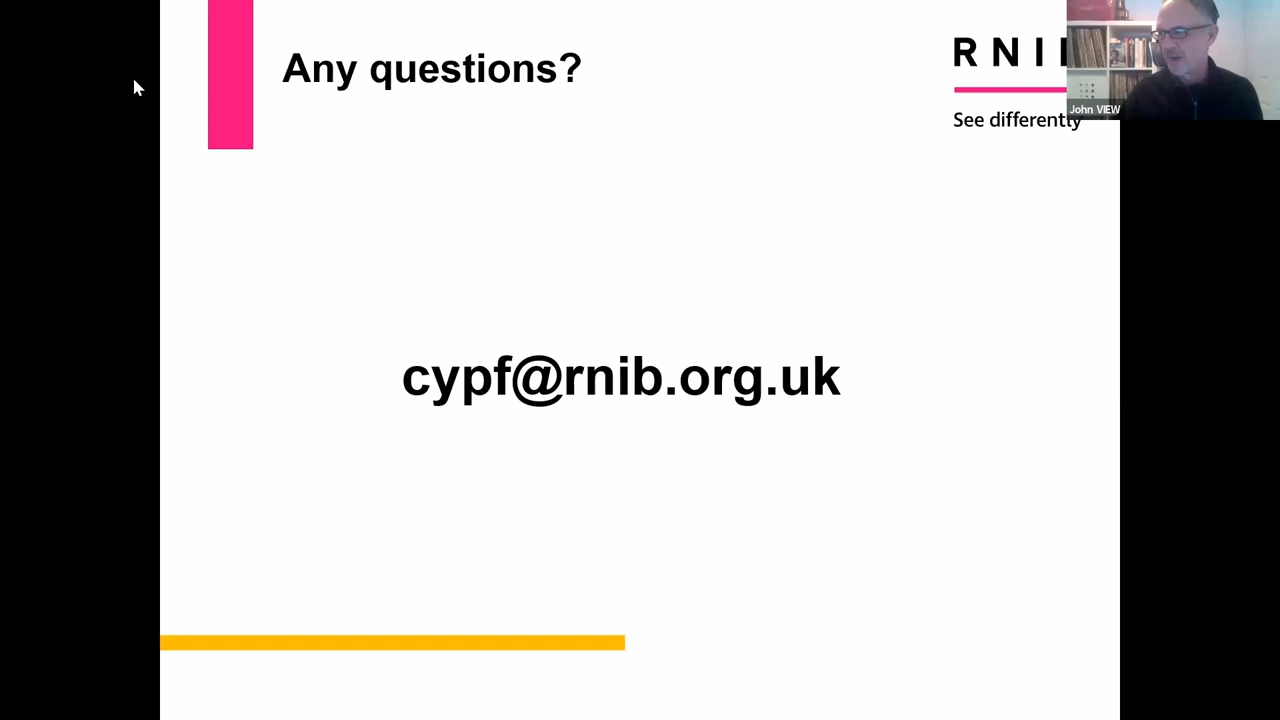 Any questions?
RNI
See differently
John VIEW
cypf@rnib.org.uk